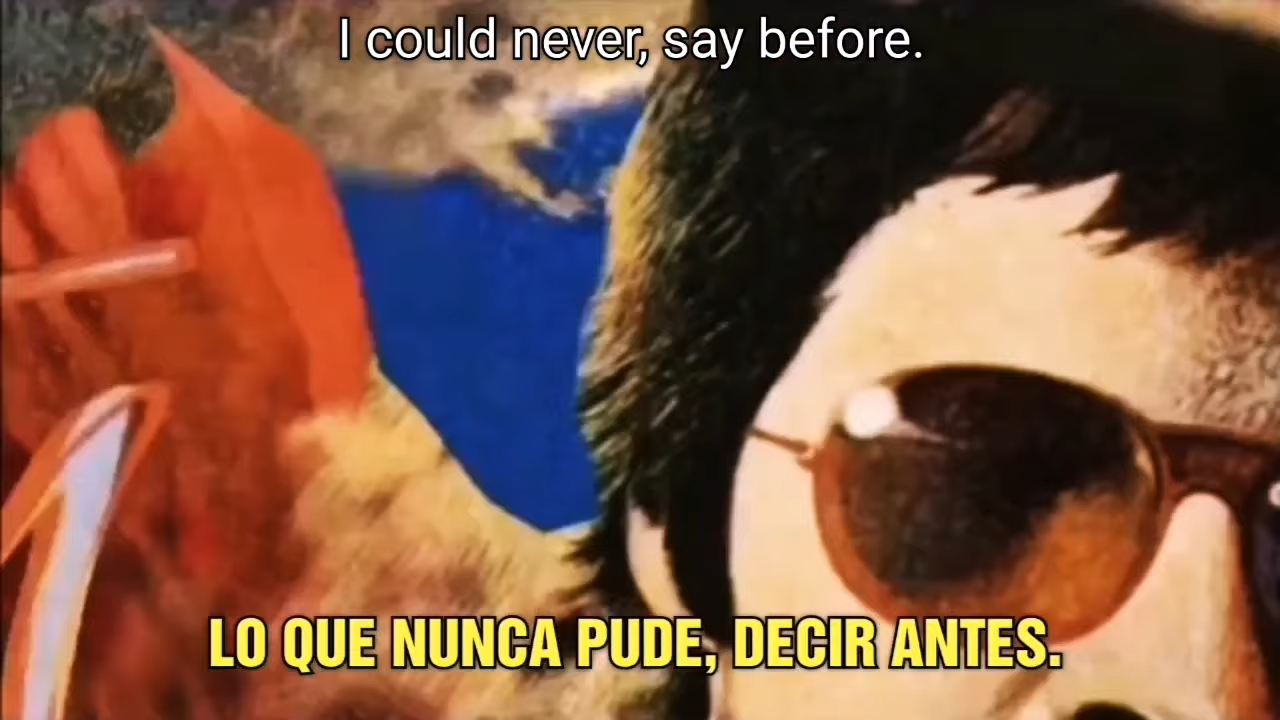 I could never, say before.
LO QUE NUNCA PUDE, DECIR ANTES.